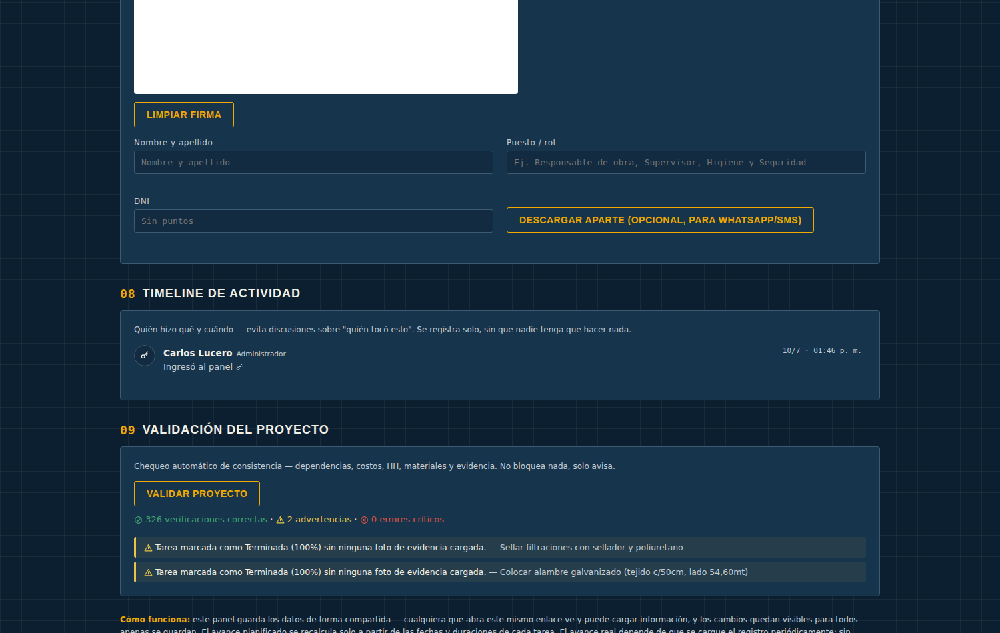 LIMPIAR FIRMA
Nombre y apellido
Puesto / rol
Nombre y apellido
Ej. Responsable de obra, Supervisor, Higiene y Seguridad
DNI
Sin puntos
DESCARGAR APARTE (OPCIONAL, PARA WHATSAPP/SMS)
08 TIMELINE DE ACTIVIDAD
Quién hizo qué y cuándo — evita discusiones sobre "quién tocó esto". Se registra solo, sin que nadie tenga que hacer nada.
Carlos Lucero Administrador
10/7 · 01:46 p. m.
Ingresó al panel
09 VALIDACIÓN DEL PROYECTO
Chequeo automático de consistencia — dependencias, costos, HH, materiales y evidencia. No bloquea nada, solo avisa.
VALIDAR PROYECTO
326 verificaciones correctas · 2 advertencias · 0 errores críticos
Tarea marcada como Terminada (100%) sin ninguna foto de evidencia cargada. — Sellar filtraciones con sellador y poliuretano
Tarea marcada como Terminada (100%) sin ninguna foto de evidencia cargada. — Colocar alambre galvanizado (tejido c/50cm, lado 54,60mt)
Cómo funciona: este panel guarda los datos de forma compartida — cualquiera que abra este mismo enlace ve y puede cargar información, y los cambios quedan visibles para todos
apenas se guardan. El avance planificado se recalcula solo a partir de las fechas y duraciones de cada tarea. El avance real depende de que se cargue el registro periódicamente: sin